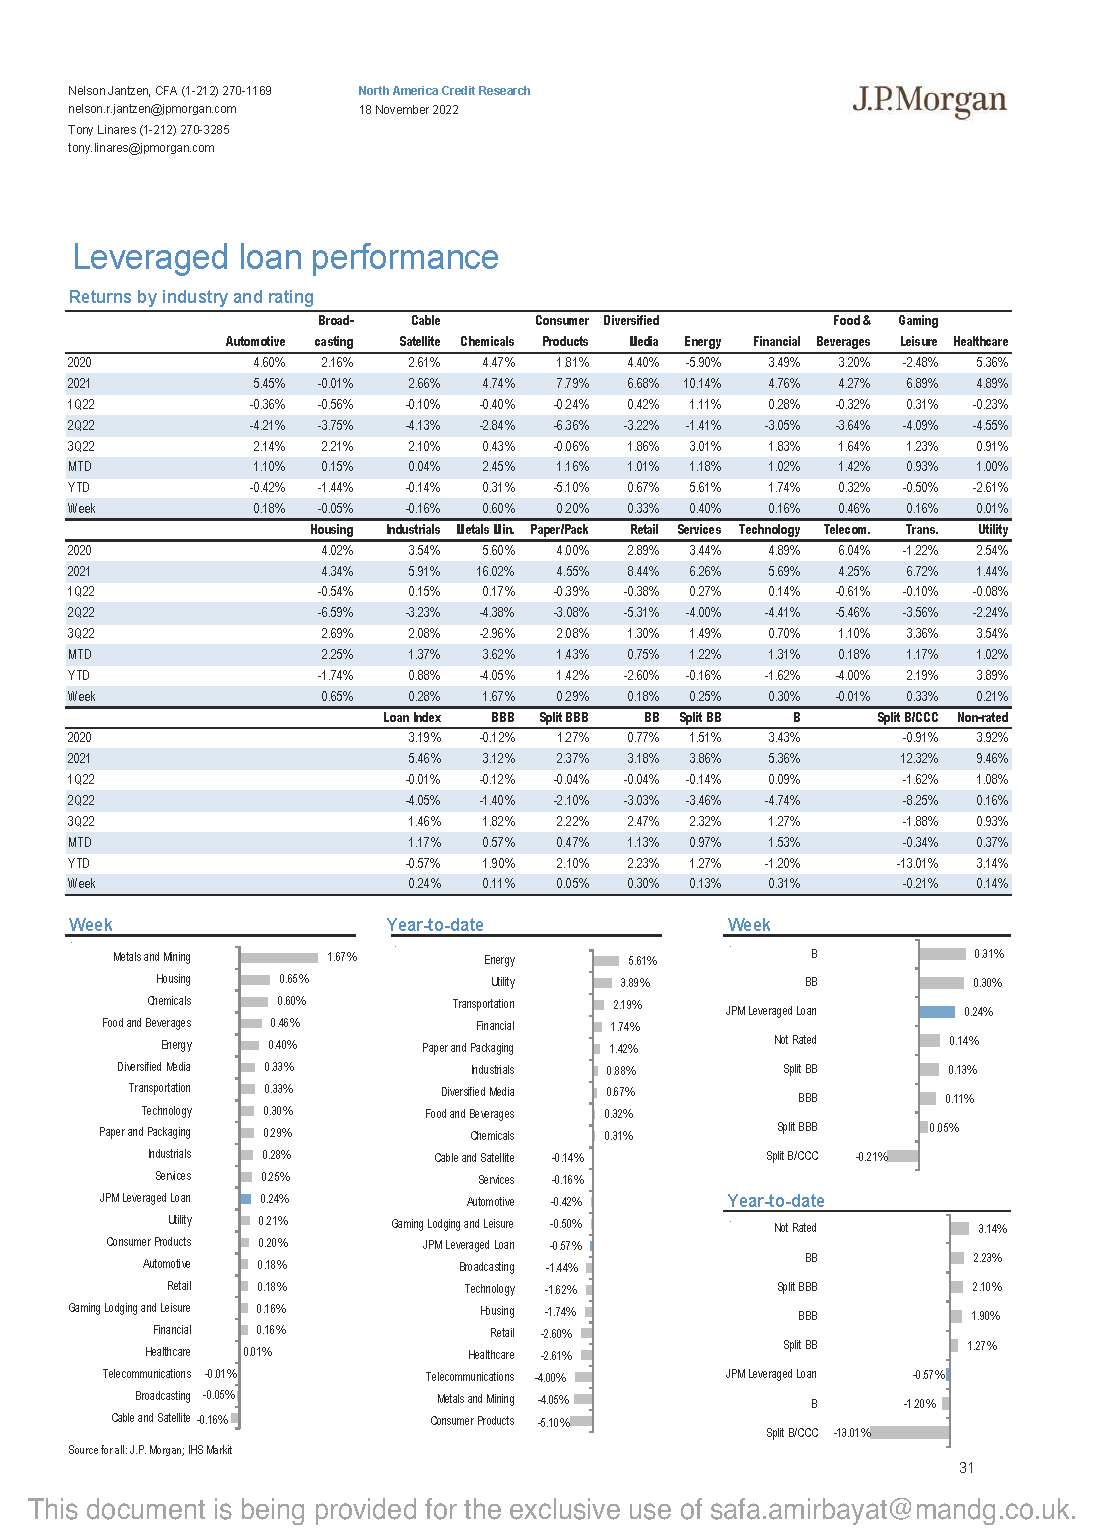 Nelson Jantzen, CFA (1-212) 270-1169
nelson.r.jantzen@jpmorgan.com
Tony Linares (1-212) 270-3285
tony.linares@jpmorgan.com
North America Credit Research
18 November 2022
J.P.Morgan
Leveraged loan performance
Returns by industry and rating
Automotive Broad-casting Cable Satellite Chemicals Consumer Products Diversified Media Energy Financial Food & Beverages Gaming Leisure Healthcare
2020 4.60% 2.16% 2.61% 4.47% 1.81% 4.40% -5.90% 3.49% 3.20% -2.48% 5.36%
2021 5.45% -0.01% 2.66% 4.74% 7.79% 6.68% 10.14% 4.76% 4.27% 6.89% 4.89%
1Q22 -0.36% -0.56% -0.10% -0.40% -0.24% 0.42% 1.11% 0.28% -0.32% 0.31% -0.23%
2Q22 -4.21% -3.75% -4.13% -2.84% -6.36% -3.22% -1.41% -3.05% -3.64% -4.09% -4.55%
3Q22 2.14% 2.21% 2.10% 0.43% -0.06% 1.86% 3.01% 1.83% 1.64% 1.23% 0.91%
MTD 1.10% 0.15% 0.04% 2.45% 1.16% 1.01% 1.18% 1.02% 1.42% 0.93% 1.00%
YTD -0.42% -1.44% -0.14% 0.31% -5.10% 0.67% 5.61% 1.74% 0.32% -0.50% -2.61%
Week 0.18% -0.05% -0.16% 0.60% 0.20% 0.33% 0.40% 0.16% 0.46% 0.16% 0.01%
Housing Industrials Metals Min. Paper/Pack Retail Services Technology Telecom. Trans. Utility
2020 4.02% 3.54% 5.60% 4.00% 2.89% 3.44% 4.89% 6.04% -1.22% 2.54%
2021 4.34% 5.91% 16.02% 4.55% 8.44% 6.26% 5.69% 4.25% 6.72% 1.44%
1Q22 -0.54% 0.15% 0.17% -0.39% -0.38% 0.27% 0.14% -0.61% -0.10% -0.08%
2Q22 -6.59% -3.23% -4.38% -3.08% -5.31% -4.00% -4.41% -5.46% -3.56% -2.24%
3Q22 2.69% 2.08% -2.96% 2.08% 1.30% 1.49% 0.70% 1.10% 3.36% 3.54%
MTD 2.25% 1.37% 3.62% 1.43% 0.75% 1.22% 1.31% 0.18% 1.17% 1.02%
YTD -1.74% 0.88% -4.05% 1.42% -2.60% -0.16% -1.62% -4.00% 2.19% 3.89%
Week 0.65% 0.28% 1.67% 0.29% 0.18% 0.25% 0.30% -0.01% 0.33% 0.21%
Loan Index BBB Split BBB BB Split BB B Split B/CCC Non-rated
2020 3.19% -0.12% 1.27% 0.77% 1.51% 3.43% -0.91% 3.92%
2021 5.46% 3.12% 2.37% 3.18% 3.86% 5.36% 12.32% 9.46%
1Q22 -0.01% -0.12% -0.04% -0.04% -0.14% 0.09% -1.62% 1.08%
2Q22 -4.05% -1.40% -2.10% -3.03% -3.46% -4.74% -8.25% 0.16%
3Q22 1.46% 1.82% 2.22% 2.47% 2.32% 1.27% -1.88% 0.93%
MTD 1.17% 0.57% 0.47% 1.13% 0.97% 1.53% -0.34% 0.37%
YTD -0.57% 1.90% 2.10% 2.23% 1.27% -1.20% -13.01% 3.14%
Week 0.24% 0.11% 0.05% 0.30% 0.13% 0.31% -0.21% 0.14%
Week
Metals and Mining 1.67%
Housing 0.65%
Chemicals 0.60%
Food and Beverages 0.46%
Energy 0.40%
Diversified Media 0.33%
Transportation 0.33%
Technology 0.30%
Paper and Packaging 0.29%
Industrials 0.28%
Services 0.25%
JPM Leveraged Loan 0.24%
Utility 0.21%
Consumer Products 0.20%
Automotive 0.18%
Retail 0.18%
Gaming Lodging and Leisure 0.16%
Financial 0.16%
Healthcare 0.01%
Telecommunications -0.01%
Broadcasting -0.05%
Cable and Satellite -0.16%
Year-to-date
Energy 5.61%
Utility 3.89%
Transportation 2.19%
Financial 1.74%
Paper and Packaging 1.42%
Industrials 0.88%
Diversified Media 0.67%
Food and Beverages 0.32%
Chemicals 0.31%
Cable and Satellite -0.14%
Services -0.16%
Automotive -0.42%
Gaming Lodging and Leisure -0.50%
JPM Leveraged Loan -0.57%
Broadcasting -1.44%
Technology -1.62%
Housing -1.74%
Retail -2.60%
Healthcare -2.61%
Telecommunications -4.00%
Metals and Mining -4.05%
Consumer Products -5.10%
Week
B 0.31%
BB 0.30%
JPM Leveraged Loan 0.24%
Not Rated 0.14%
Split BB 0.13%
BBB 0.11%
Split BBB 0.05%
Split B/CCC -0.21%
Year-to-date
Not Rated 3.14%
BB 2.23%
Split BBB 2.10%
BBB 1.90%
Split BB 1.27%
JPM Leveraged Loan -0.57%
B -1.20%
Split B/CCC -13.01%
Source for all: J.P. Morgan; IHS Markit
31
This document is being provided for the exclusive use of safa.amirbayat@mandg.co.uk.